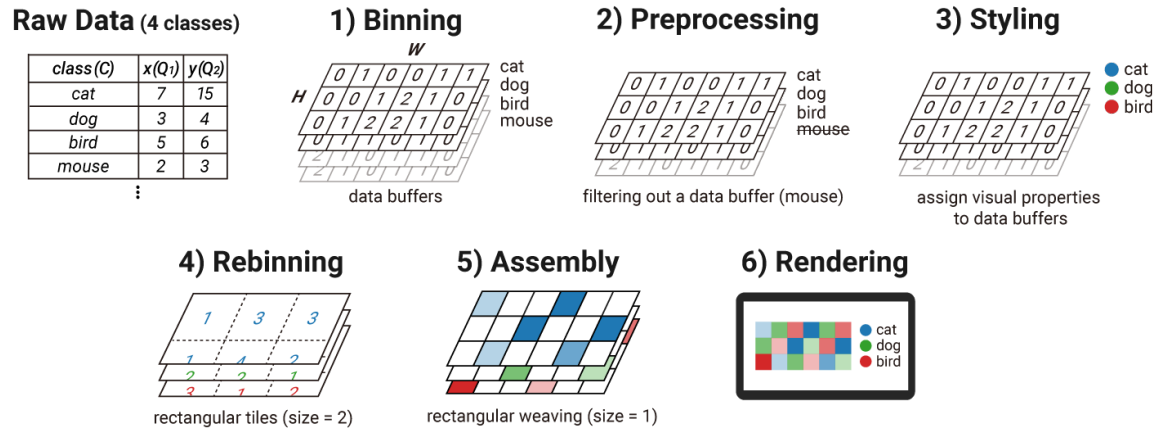 Raw Data (4 classes)
class(C) x(Q1) y(Q2)
cat 7 15
dog 3 4
bird 5 6
mouse 2 3
1) Binning
W
H
0 1 0 0 1 1
0 0 1 2 1 0
0 1 2 2 1 0
cat
dog
bird
mouse
data buffers
2) Preprocessing
0 1 0 0 1 1
0 0 1 2 1 0
0 1 2 2 1 0
cat
dog
bird
mouse
filtering out a data buffer (mouse)
3) Styling
0 1 0 0 1 1
0 0 1 2 1 0
0 1 2 2 1 0
cat
dog
bird
assign visual properties
to data buffers
4) Rebinning
1 3 3
1 4 2
2 2 1
3 1 2
rectangular tiles (size = 2)
5) Assembly
rectangular weaving (size = 1)
6) Rendering
cat
dog
bird